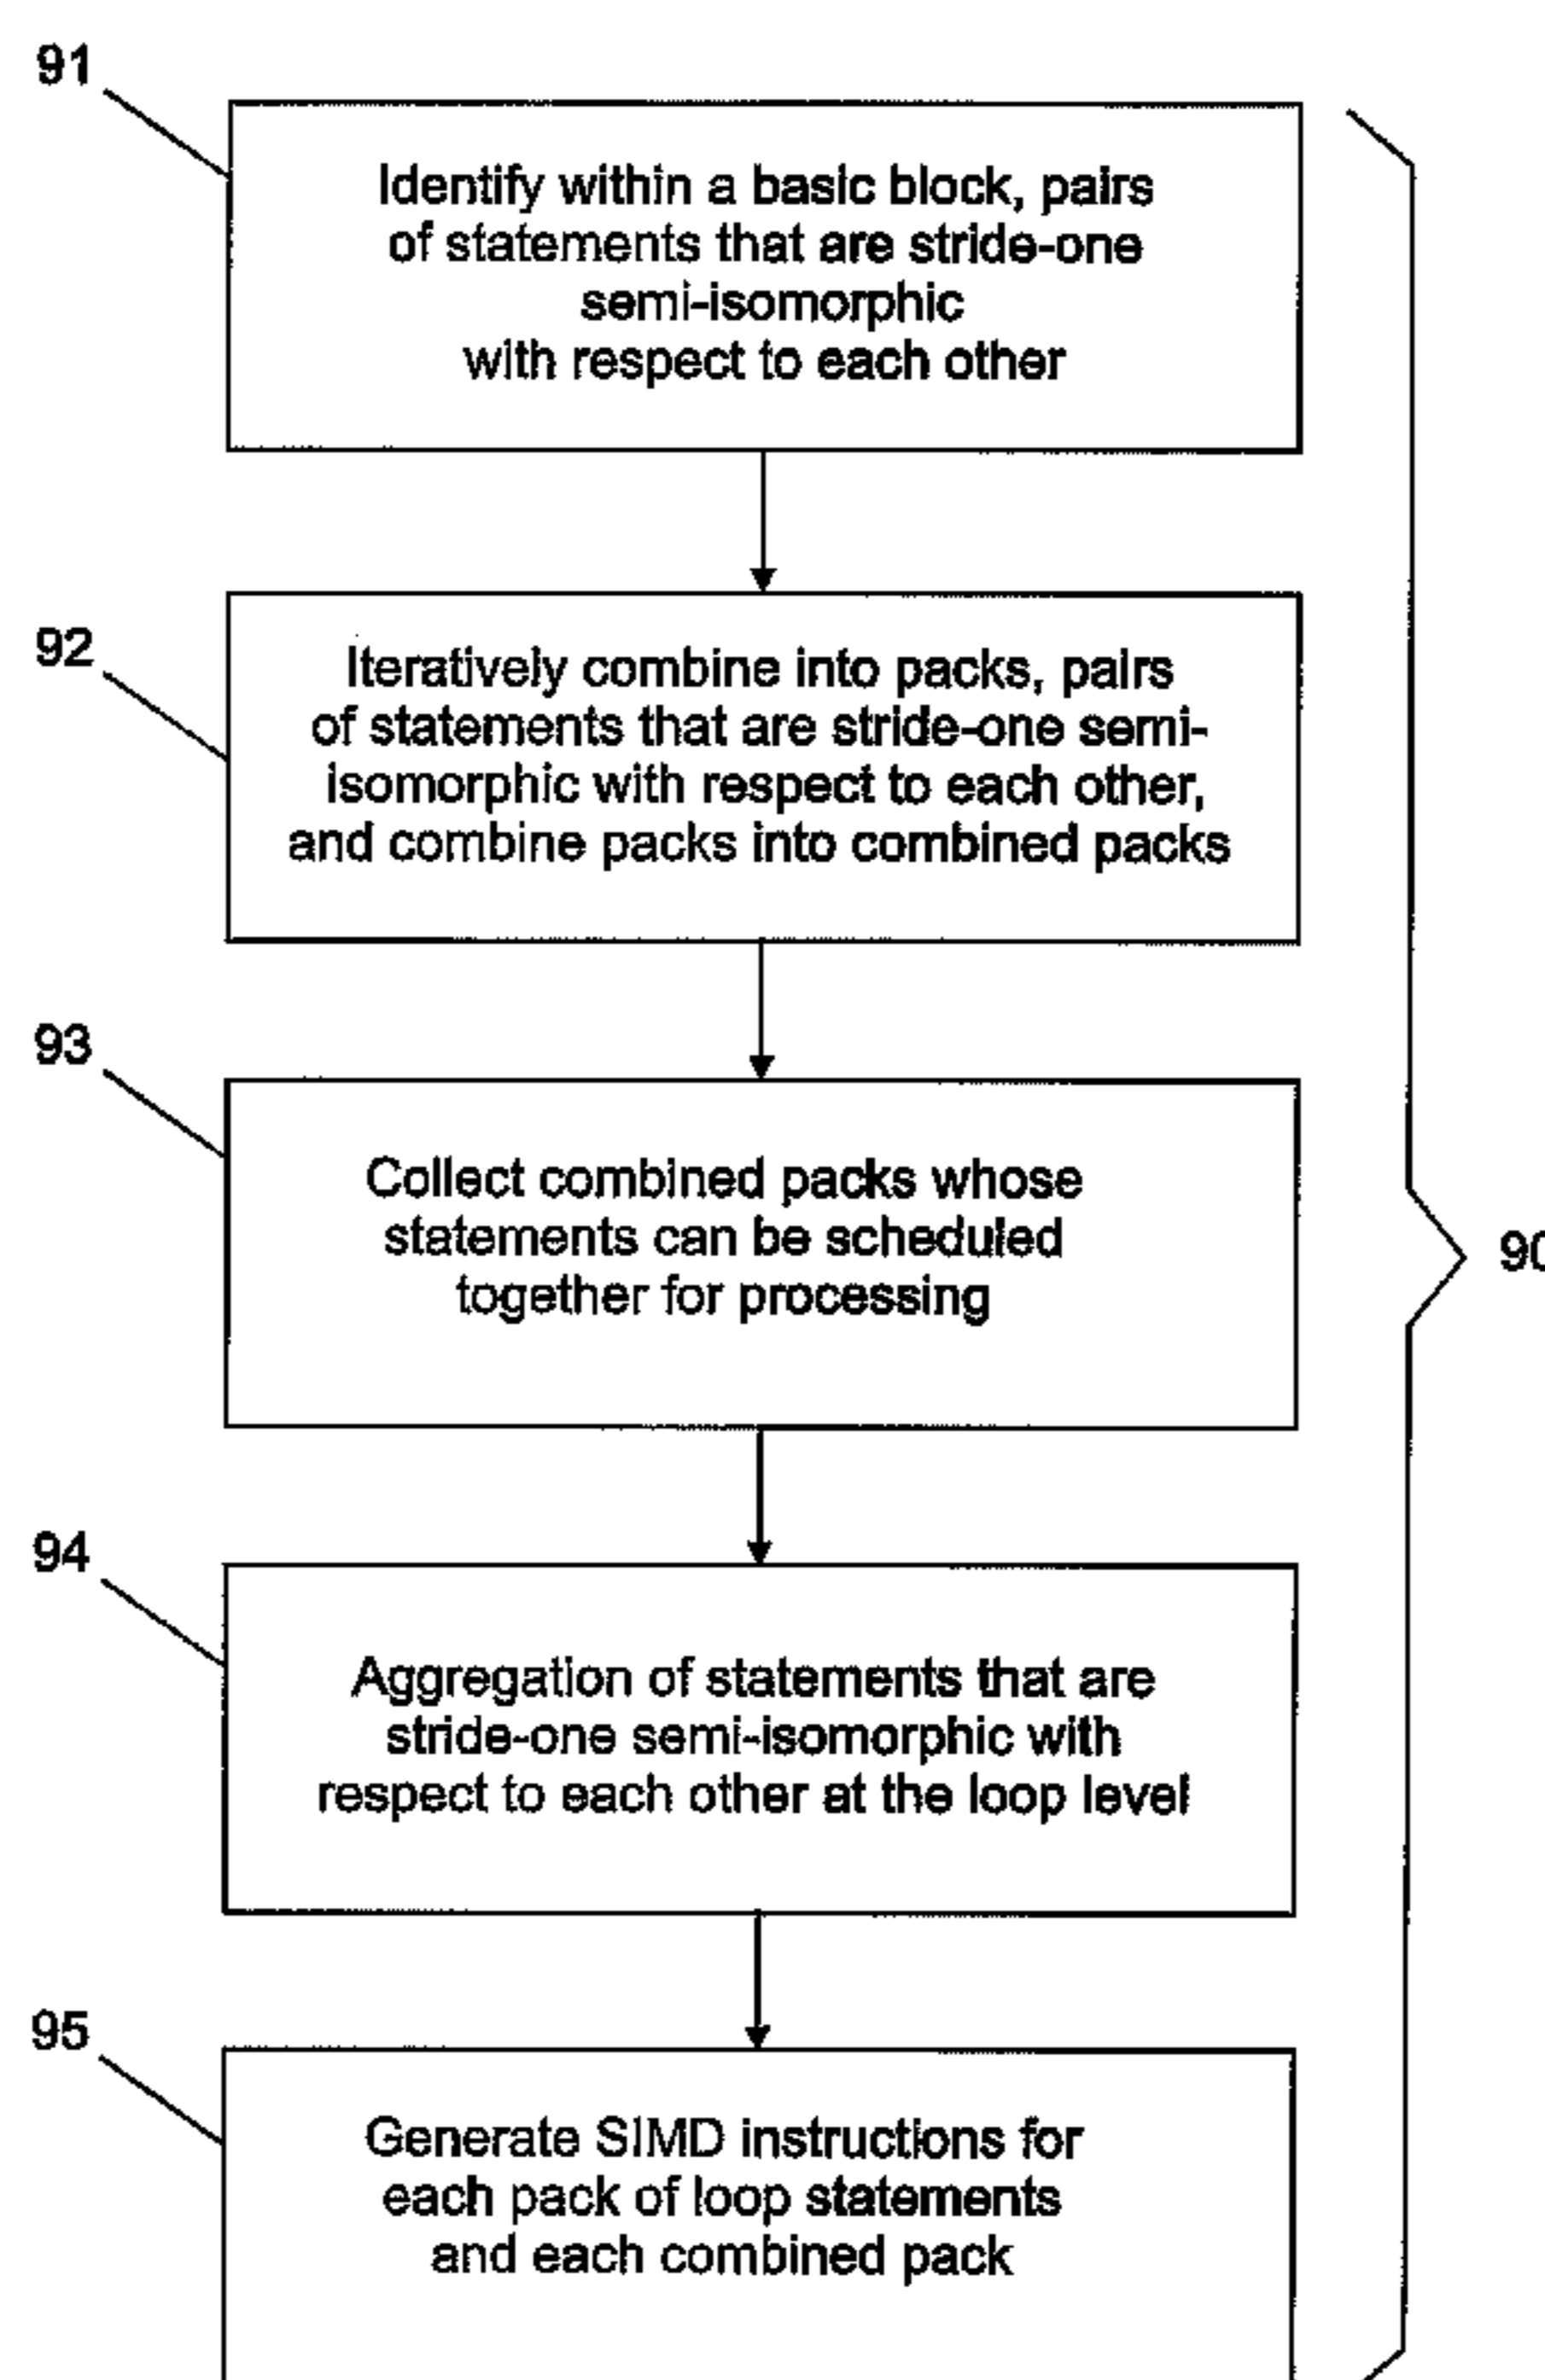 91
Identify within a basic block, pairs
of statements that are stride-one
semi-isomorphic
with respect to each other
92
Iteratively combine into packs, pairs
of statements that are stride-one semi-
isomorphic with respect to each other,
and combine packs into combined packs
93
Collect combined packs whose
statements can be scheduled
together for processing
90
94
Aggregation of statements that are
stride-one semi-isomorphic with
respect to each other at the loop level
95
Generate SIMD instructions for
each pack of loop statements
and each combined pack